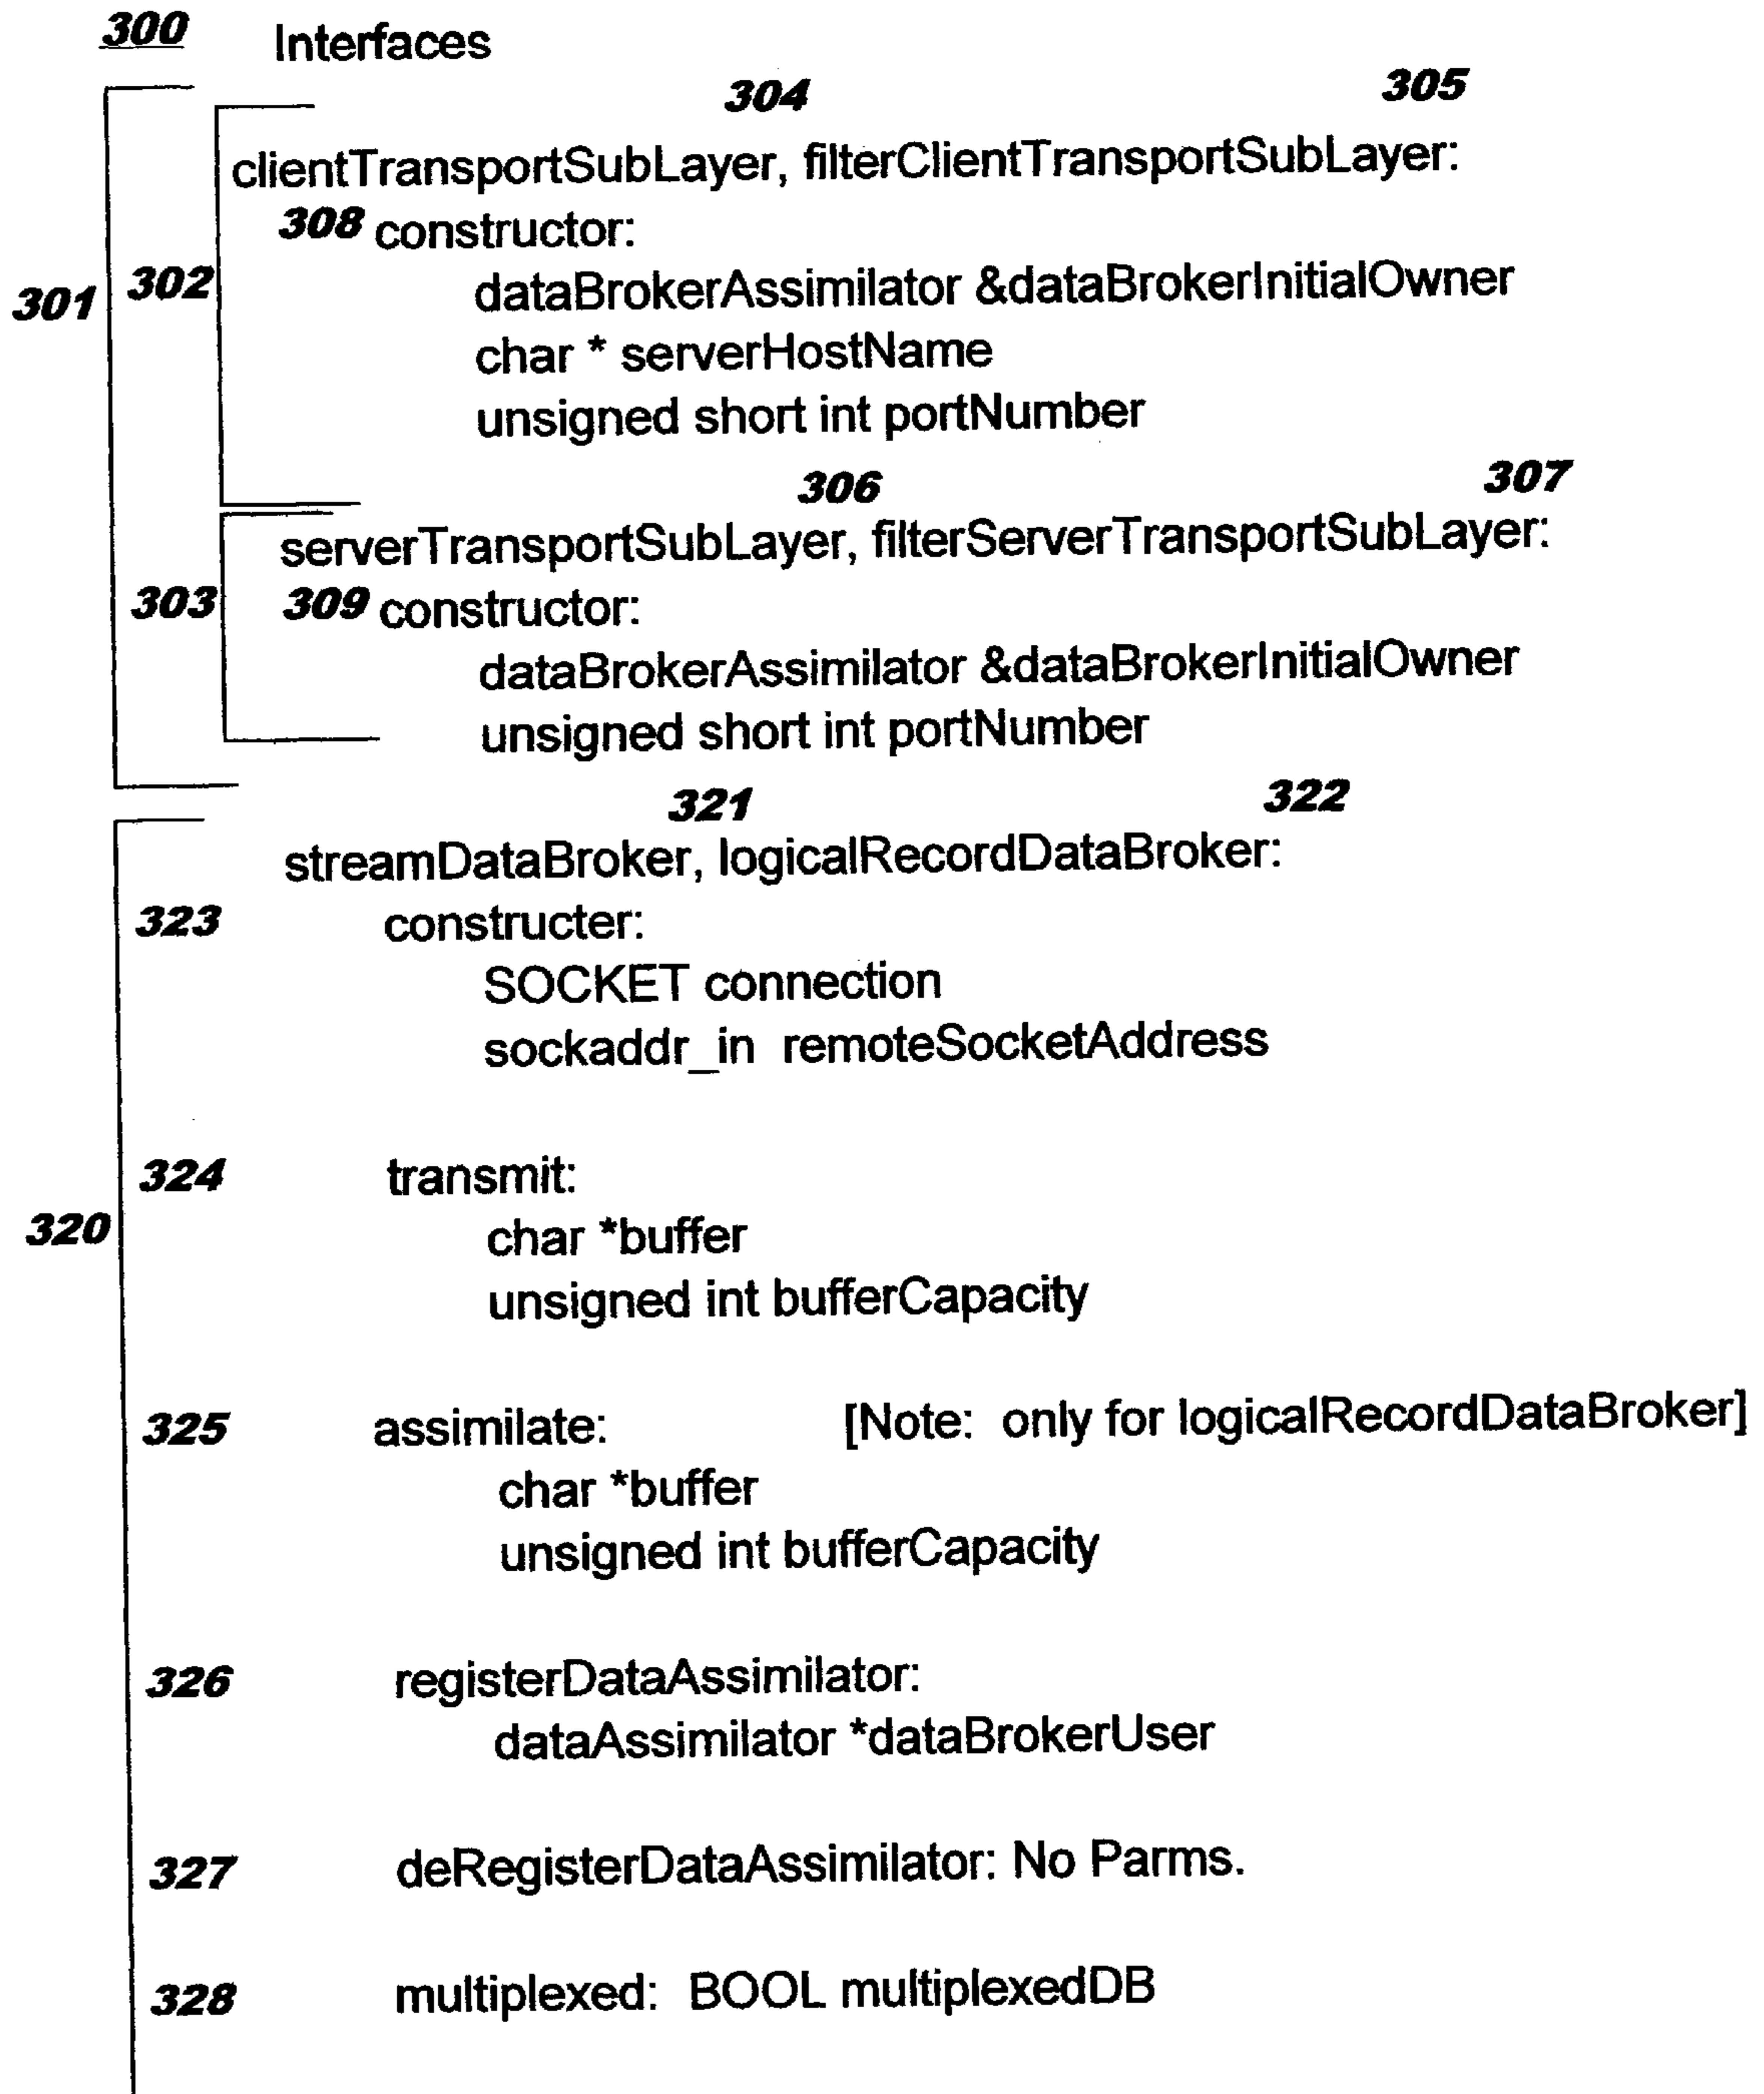 300 Interfaces
304 305
clientTransportSubLayer, filterClientTransportSubLayer:
308 constructor:
301 302 dataBrokerAssimilator &dataBrokerInitialOwner
char * serverHostName
unsigned short int portNumber
306 307
serverTransportSubLayer, filterServerTransportSubLayer:
303 309 constructor:
dataBrokerAssimilator &dataBrokerInitialOwner
unsigned short int portNumber
321 322
streamDataBroker, logicalRecordDataBroker:
323 constructer:
SOCKET connection
sockaddr_in remoteSocketAddress
324 transmit:
320 char *buffer
unsigned int bufferCapacity
325 assimilate: [Note: only for logicalRecordDataBroker]
char *buffer
unsigned int bufferCapacity
326 registerDataAssimilator:
dataAssimilator *dataBrokerUser
327 deRegisterDataAssimilator: No Parms.
328 multiplexed: BOOL multiplexedDB